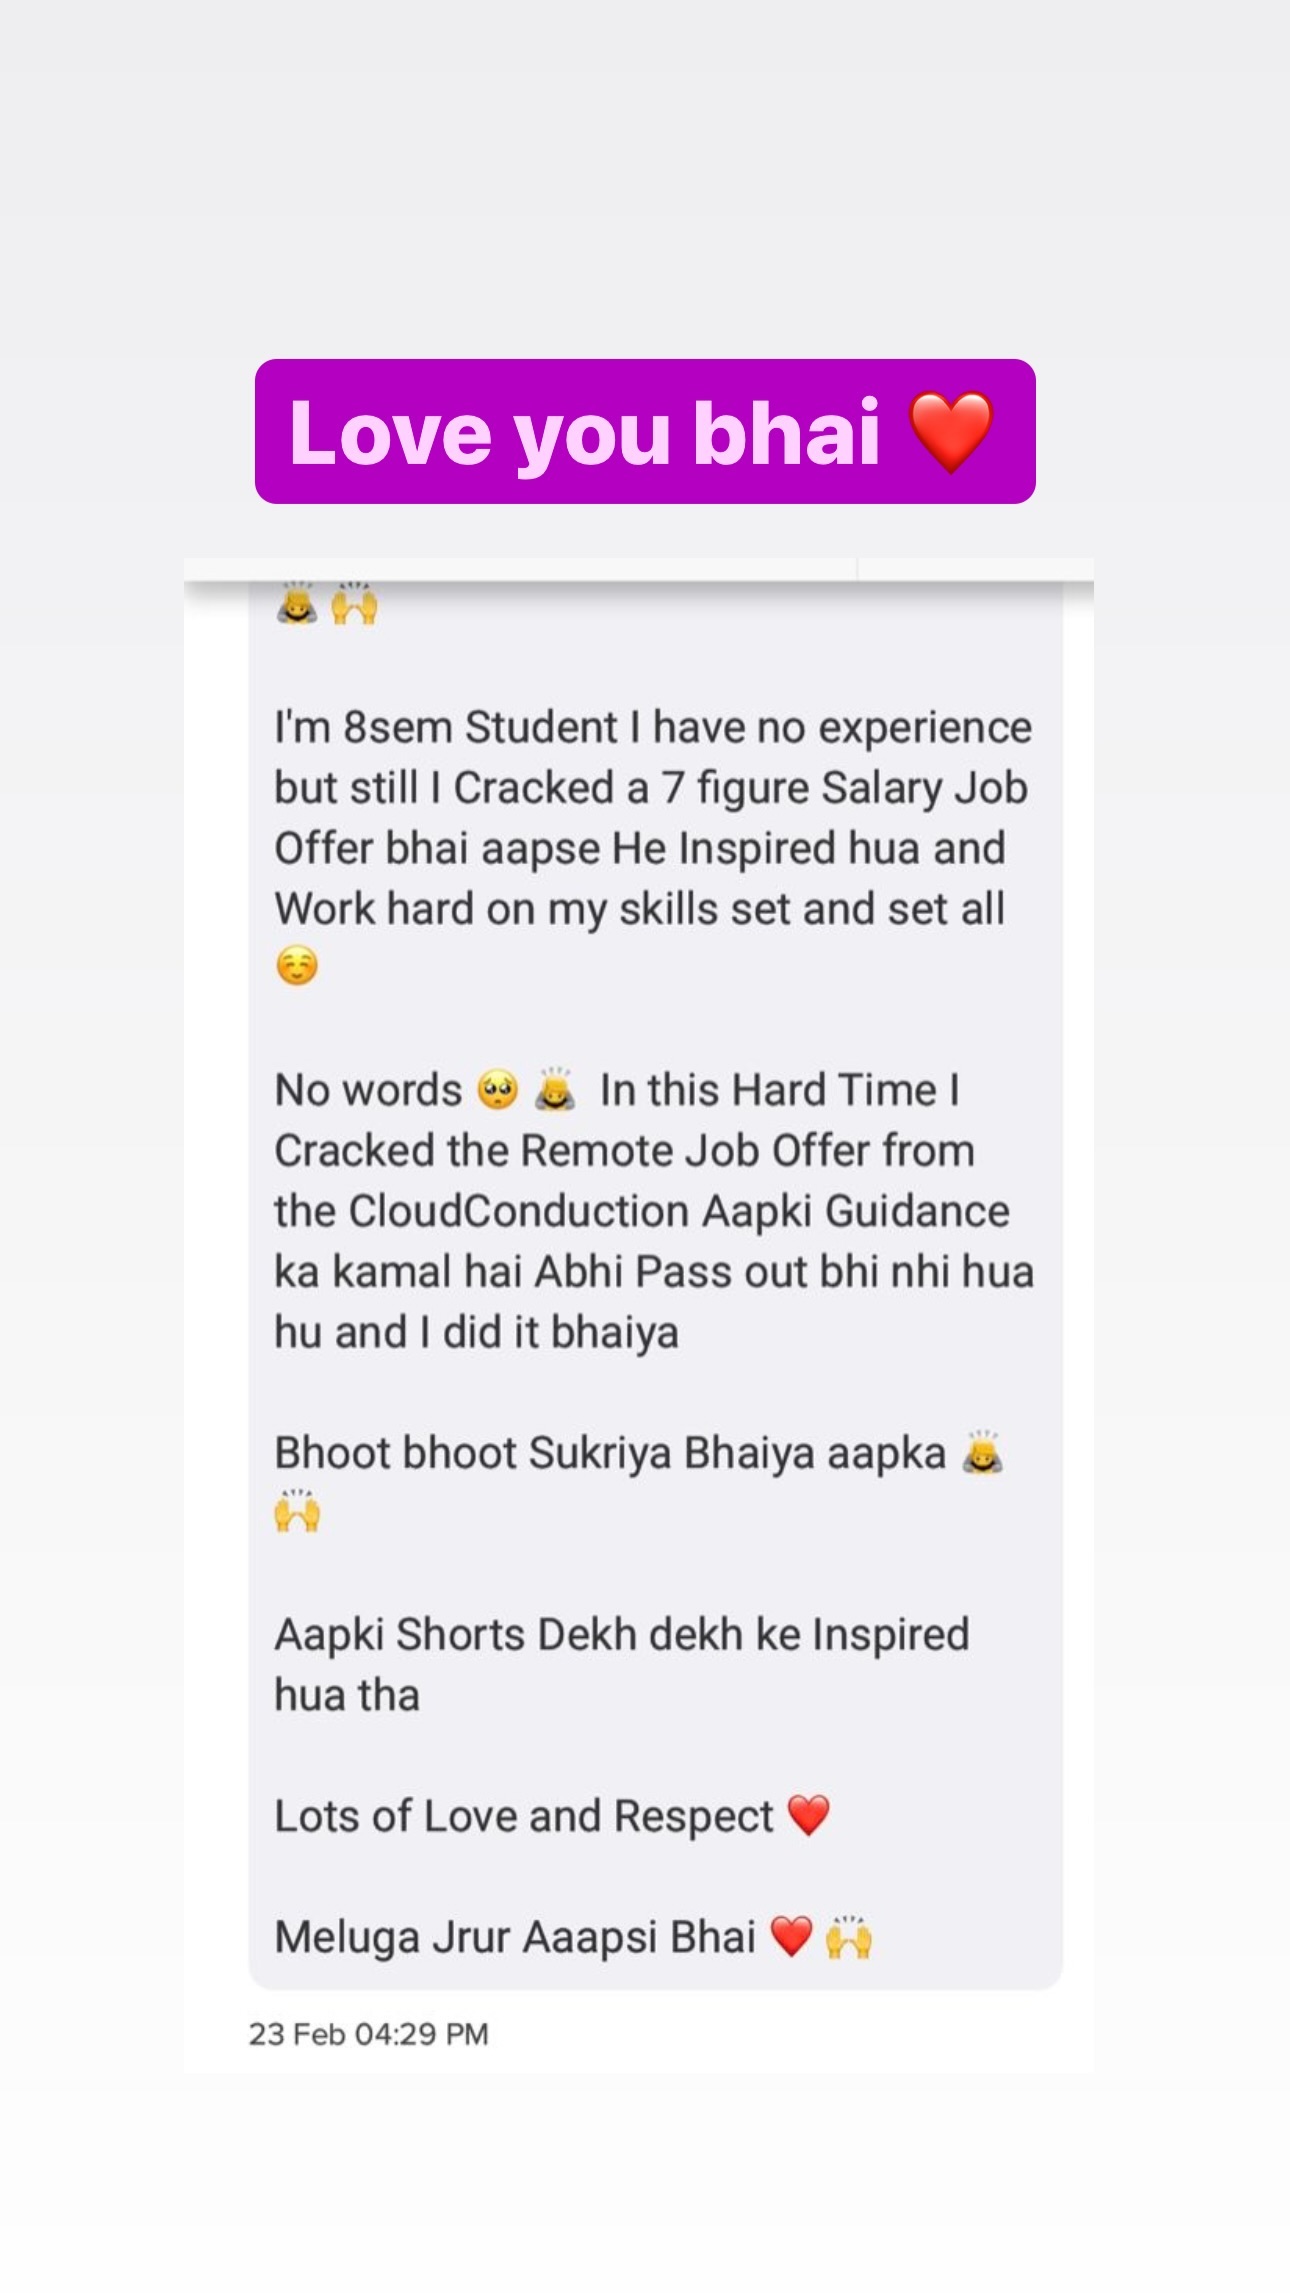 Love you bhai ❤️
🙇 🙌
I'm 8sem Student I have no experience
but still I Cracked a 7 figure Salary Job
Offer bhai aapse He Inspired hua and
Work hard on my skills set and set all
☺️
No words 🥺 🙇 In this Hard Time I
Cracked the Remote Job Offer from
the CloudConduction Aapki Guidance
ka kamal hai Abhi Pass out bhi nhi hua
hu and I did it bhaiya
Bhoot bhoot Sukriya Bhaiya aapka 🙇
🙌
Aapki Shorts Dekh dekh ke Inspired
hua tha
Lots of Love and Respect ❤️
Meluga Jrur Aaapsi Bhai ❤️ 🙌
23 Feb 04:29 PM